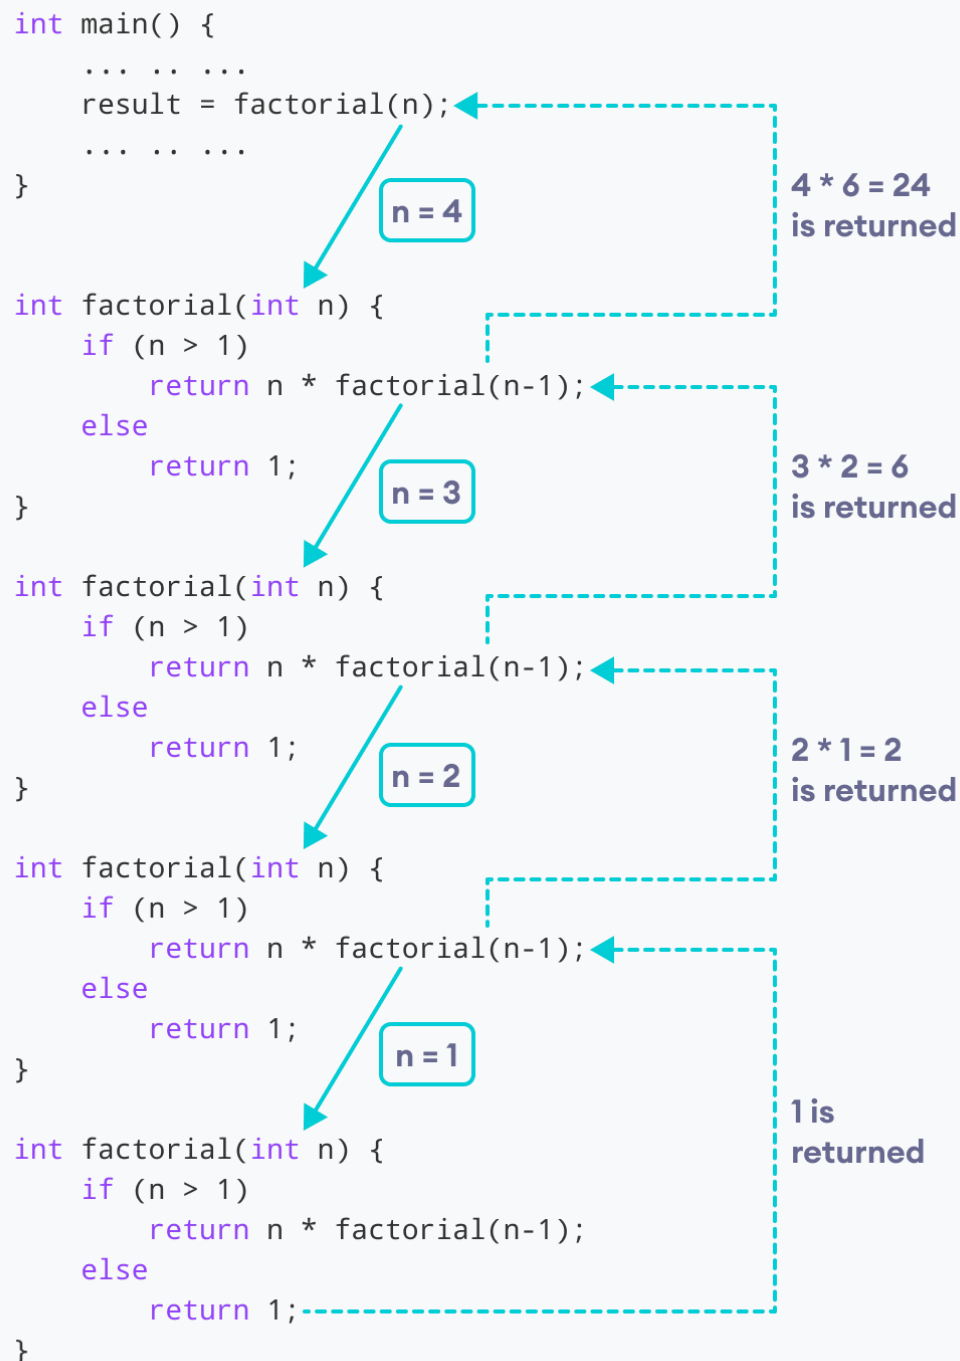 int main() {
    ... .. ...
    result = factorial(n);
    ... .. ...
}
n = 4
4 * 6 = 24
is returned
int factorial(int n) {
    if (n > 1)
        return n * factorial(n-1);
    else
        return 1;
}
n = 3
3 * 2 = 6
is returned
int factorial(int n) {
    if (n > 1)
        return n * factorial(n-1);
    else
        return 1;
}
n = 2
2 * 1 = 2
is returned
int factorial(int n) {
    if (n > 1)
        return n * factorial(n-1);
    else
        return 1;
}
n = 1
1 is
returned
int factorial(int n) {
    if (n > 1)
        return n * factorial(n-1);
    else
        return 1;
}